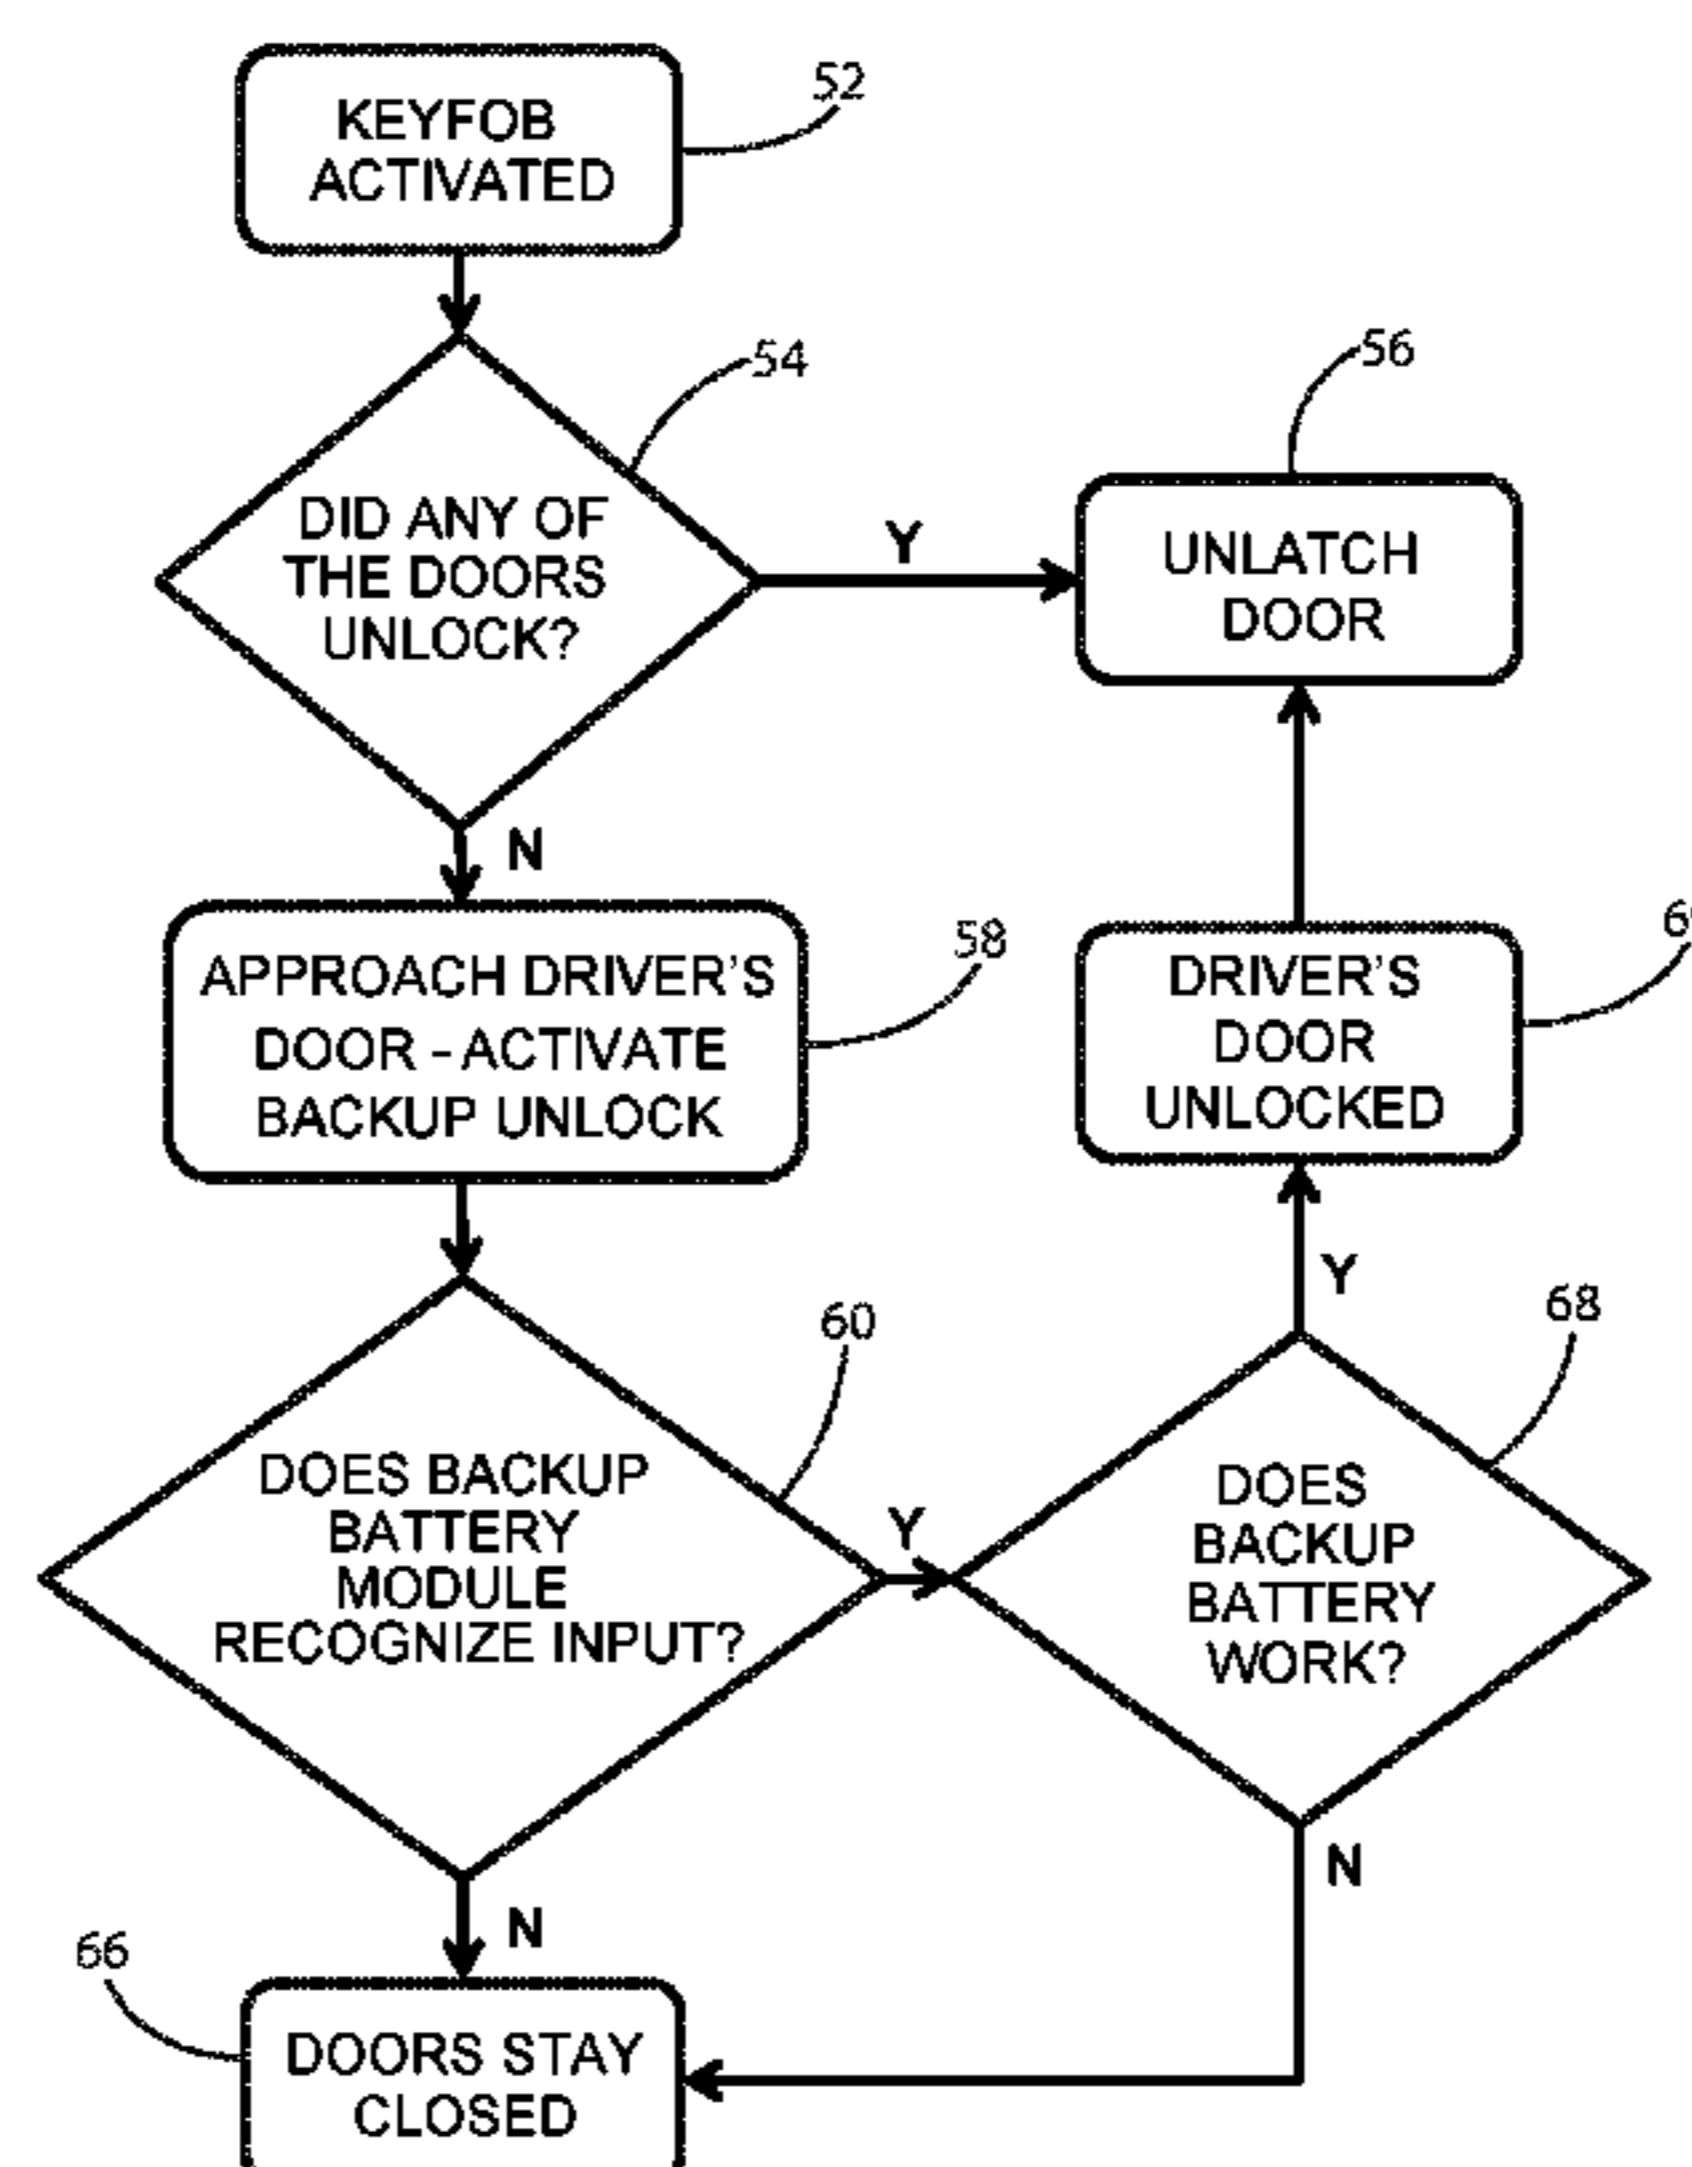 KEYFOB
ACTIVATED
52
DID ANY OF
THE DOORS
UNLOCK?
54
Y
N
UNLATCH
DOOR
56
APPROACH DRIVER'S
DOOR - ACTIVATE
BACKUP UNLOCK
58
DRIVER'S
DOOR
UNLOCKED
DOES BACKUP
BATTERY
MODULE
RECOGNIZE INPUT?
60
Y
N
DOES
BACKUP
BATTERY
WORK?
68
Y
N
DOORS STAY
CLOSED
66